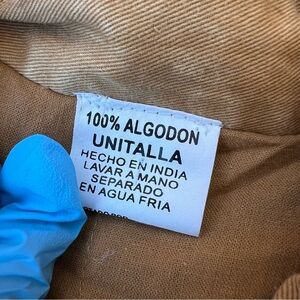 100% ALGODON
UNITALLA
HECHO EN INDIA
LAVAR A MANO
SEPARADO
EN AGUA FRIA